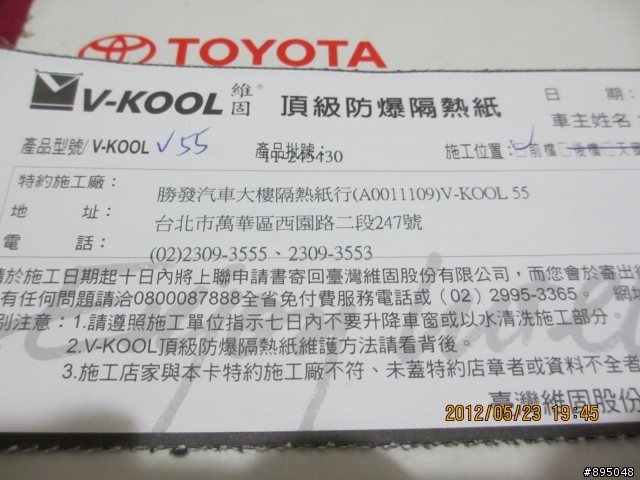 TOYOTA
V-KOOL 維固® 頂級防爆隔熱紙 日 期:
車主姓名:
產品型號/ V-KOOL V55 產品批號: 11-245430 施工位置: 前檔 後檔
特約施工廠: 勝發汽車大樓隔熱紙行(A0011109)V-KOOL 55
地 址: 台北市萬華區西園路二段247號
電 話: (02)2309-3555、2309-3553
於施工日期起十日內將上聯申請書寄回臺灣維固股份有限公司,而您會於審出後
有任何問題請洽0800087888全省免付費服務電話或(02)2995-3365。 網址
別注意:1.請遵照施工單位指示七日內不要升降車窗或以水清洗施工部分.
2.V-KOOL頂級防爆隔熱紙維護方法請看背後。
3.施工店家與本卡特約施工廠不符、未蓋特約店章者或資料不全者
臺灣維固股份
2012/05/23 19:45
#895048